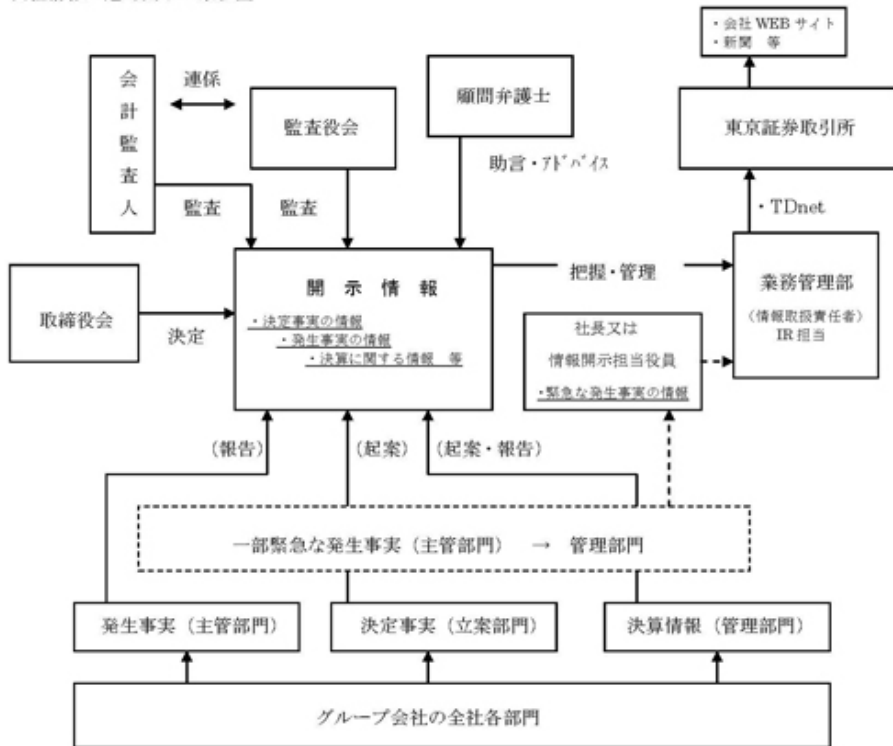 ・会社 WEB サイト
・新聞　等
会計監査人
連係
監査役会
顧問弁護士
東京証券取引所
助言・アドバイス
監査
監査
・TDnet
開 示 情 報
・決定事実の情報
・発生事実の情報
・決算に関する情報　等
把握・管理
業務管理部
（情報取扱責任者）
IR 担当
取締役会
決定
社長又は
情報開示担当役員
・緊急な発生事実の情報
（報告）
（起案）
（起案・報告）
一部緊急な発生事実（主管部門）　→　管理部門
発生事実（主管部門）
決定事実（立案部門）
決算情報（管理部門）
グループ会社の全社各部門